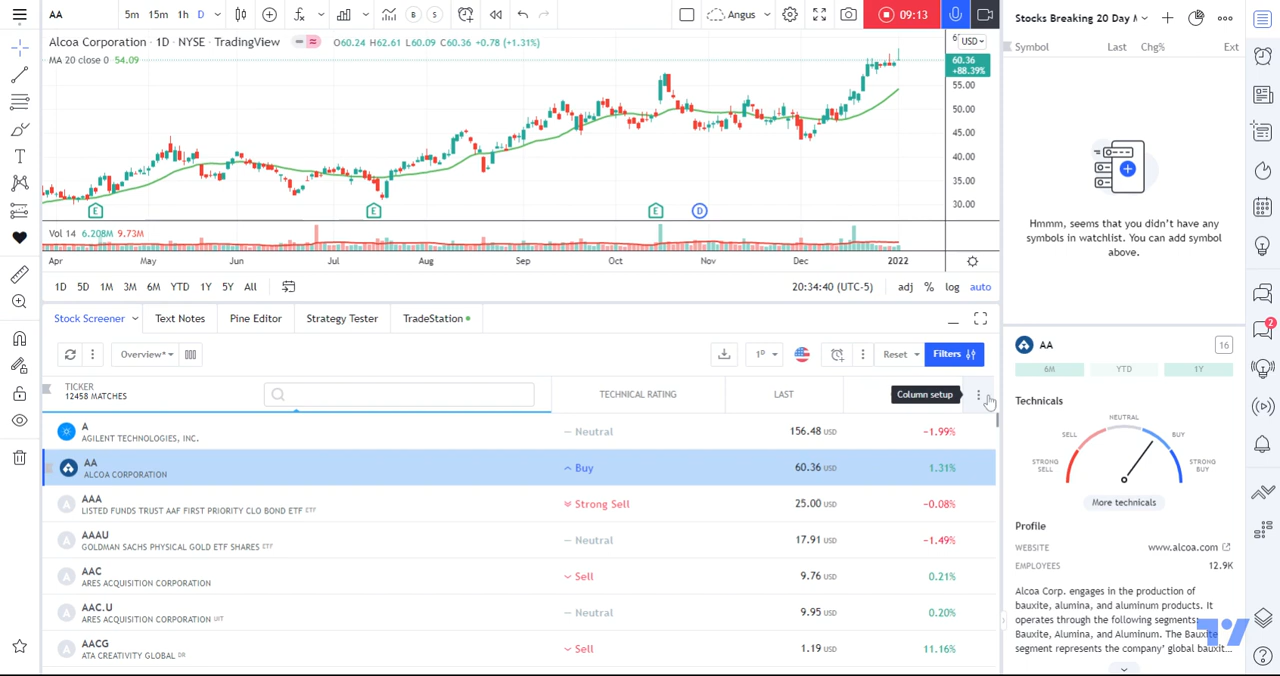 AA
5m 15m 1h D
B S
Angus
09:13
Alcoa Corporation · 1D · NYSE · TradingView
O60.24 H62.61 L60.09 C60.36 +0.78 (+1.31%)
MA 20 close 0 54.09
USD
60.36
+88.39%
55.00
50.00
45.00
40.00
35.00
30.00
E E E D
Vol 14 6.208M 9.73M
Apr May Jun Jul Aug Sep Oct Nov Dec 2022
1D 5D 1M 3M 6M YTD 1Y 5Y All
20:34:40 (UTC-5) adj % log auto
Stock Screener Text Notes Pine Editor Strategy Tester TradeStation
Overview* 1D Reset Filters
TICKER
12458 MATCHES
TECHNICAL RATING LAST Column setup
A
AGILENT TECHNOLOGIES, INC.
Neutral 156.48 USD −1.99%
AA
ALCOA CORPORATION
Buy 60.36 USD 1.31%
AAA
LISTED FUNDS TRUST AAF FIRST PRIORITY CLO BOND ETF ETF
Strong Sell 25.00 USD −0.08%
AAAU
GOLDMAN SACHS PHYSICAL GOLD ETF SHARES ETF
Neutral 17.91 USD −1.49%
AAC
ARES ACQUISITION CORPORATION
Sell 9.76 USD 0.21%
AAC.U
ARES ACQUISITION CORPORATION UIT
Neutral 9.95 USD 0.20%
AACG
ATA CREATIVITY GLOBAL DR
Sell 1.19 USD 11.16%
Stocks Breaking 20 Day
Symbol Last Chg% Ext
Hmmm, seems that you didn't have any
symbols in watchlist. You can add symbol
above.
AA 16
6M YTD 1Y
Technicals
NEUTRAL
SELL BUY
STRONG SELL STRONG BUY
More technicals
Profile
WEBSITE www.alcoa.com
EMPLOYEES 12.9K
Alcoa Corp. engages in the production of
bauxite, alumina, and aluminum products. It
operates through the following segments:
Bauxite, Alumina, and Aluminum. The Bauxite
segment represents the company' global bauxit...
2